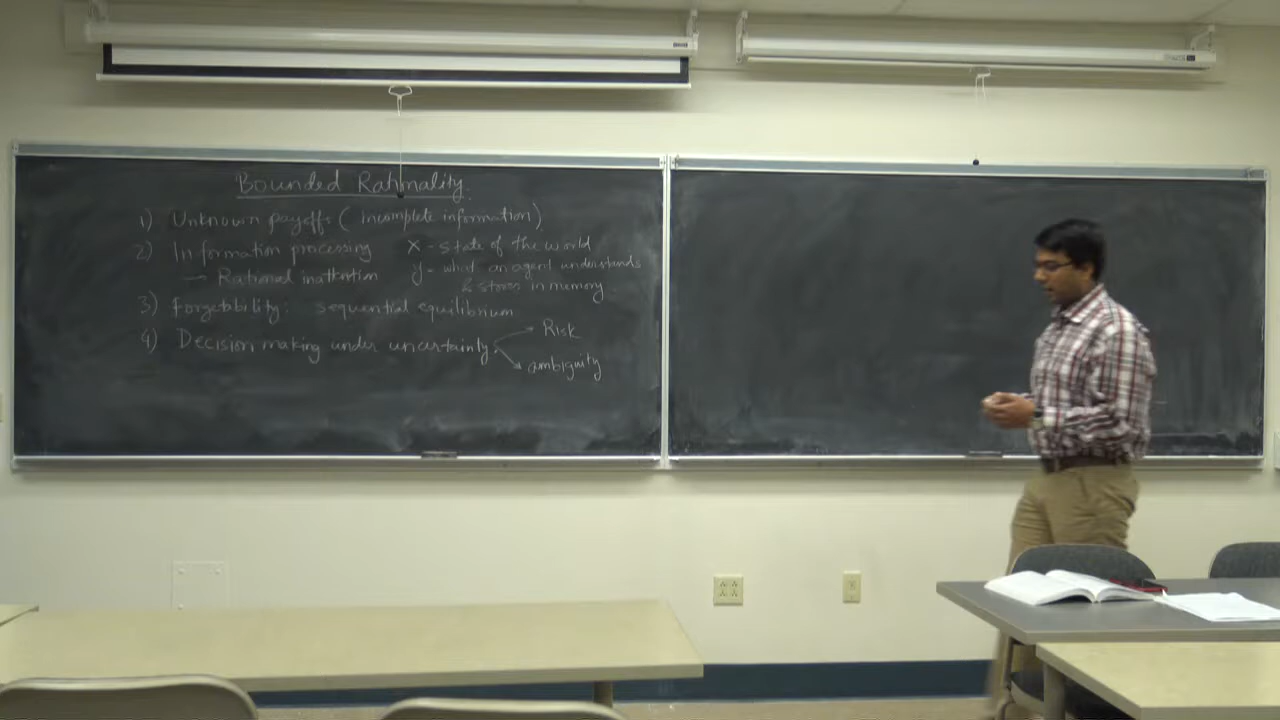 Bounded Rationality
1) Unknown payoffs (Incomplete information)
2) Information processing X - state of the world
→ Rational inattention y - what an agent understands
& stores in memory
3) Forgetability: sequential equilibrium
4) Decision making under uncertainty → Risk
→ ambiguity